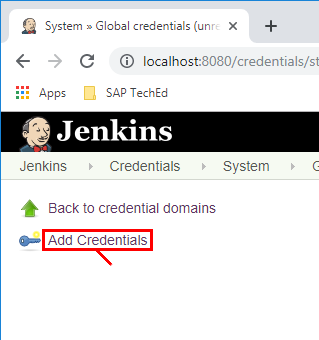 System » Global credentials (unre
localhost:8080/credentials/st
Apps SAP TechEd
Jenkins
Jenkins Credentials System G
Back to credential domains
Add Credentials